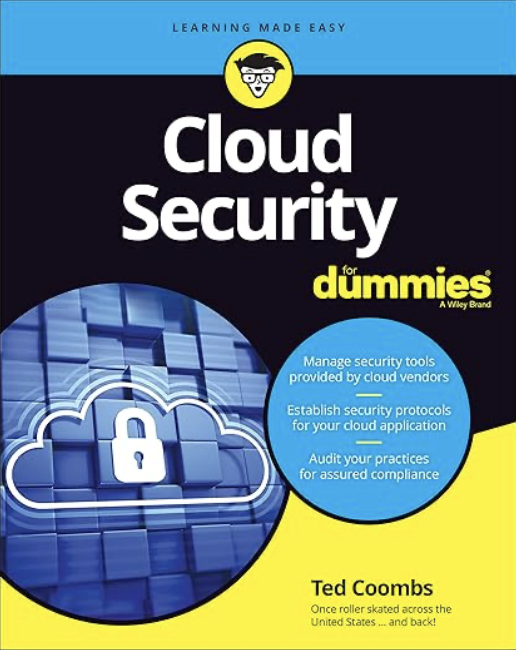 LEARNING MADE EASY
Cloud
Security
for
dummies®
A Wiley Brand
Manage security tools
provided by cloud vendors
Establish security protocols
for your cloud application
Audit your practices
for assured compliance
Ted Coombs
Once roller skated across the
United States ... and back!